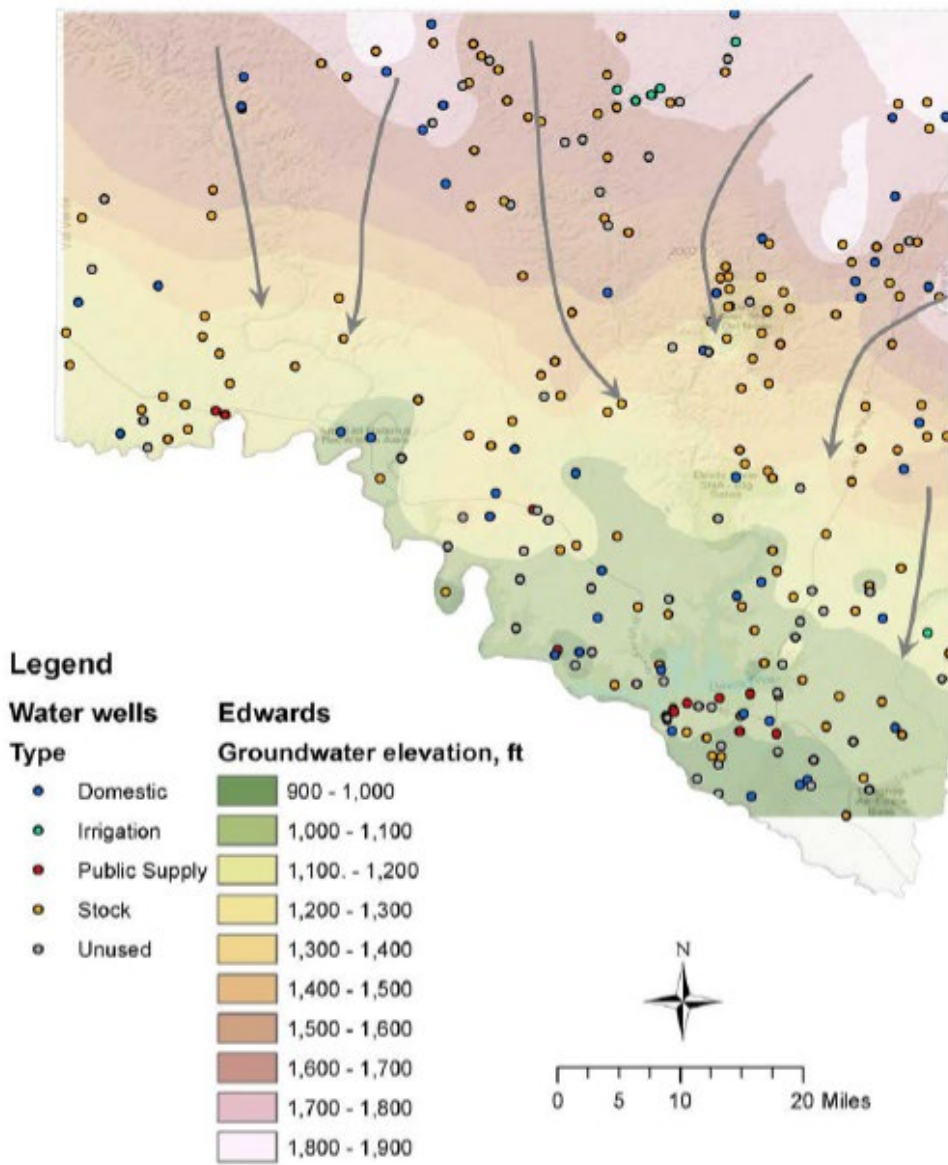 Legend
Water wells
Type
Domestic
Irrigation
Public Supply
Stock
Unused
Edwards
Groundwater elevation, ft
900 - 1,000
1,000 - 1,100
1,100. - 1,200
1,200 - 1,300
1,300 - 1,400
1,400 - 1,500
1,500 - 1,600
1,600 - 1,700
1,700 - 1,800
1,800 - 1,900
N
0 5 10 20 Miles